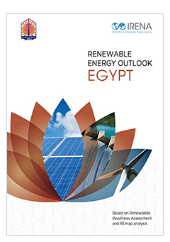 IRENA
RENEWABLE
ENERGY OUTLOOK
EGYPT
Based on Renewables
Readiness Assessment
and REmap analysis